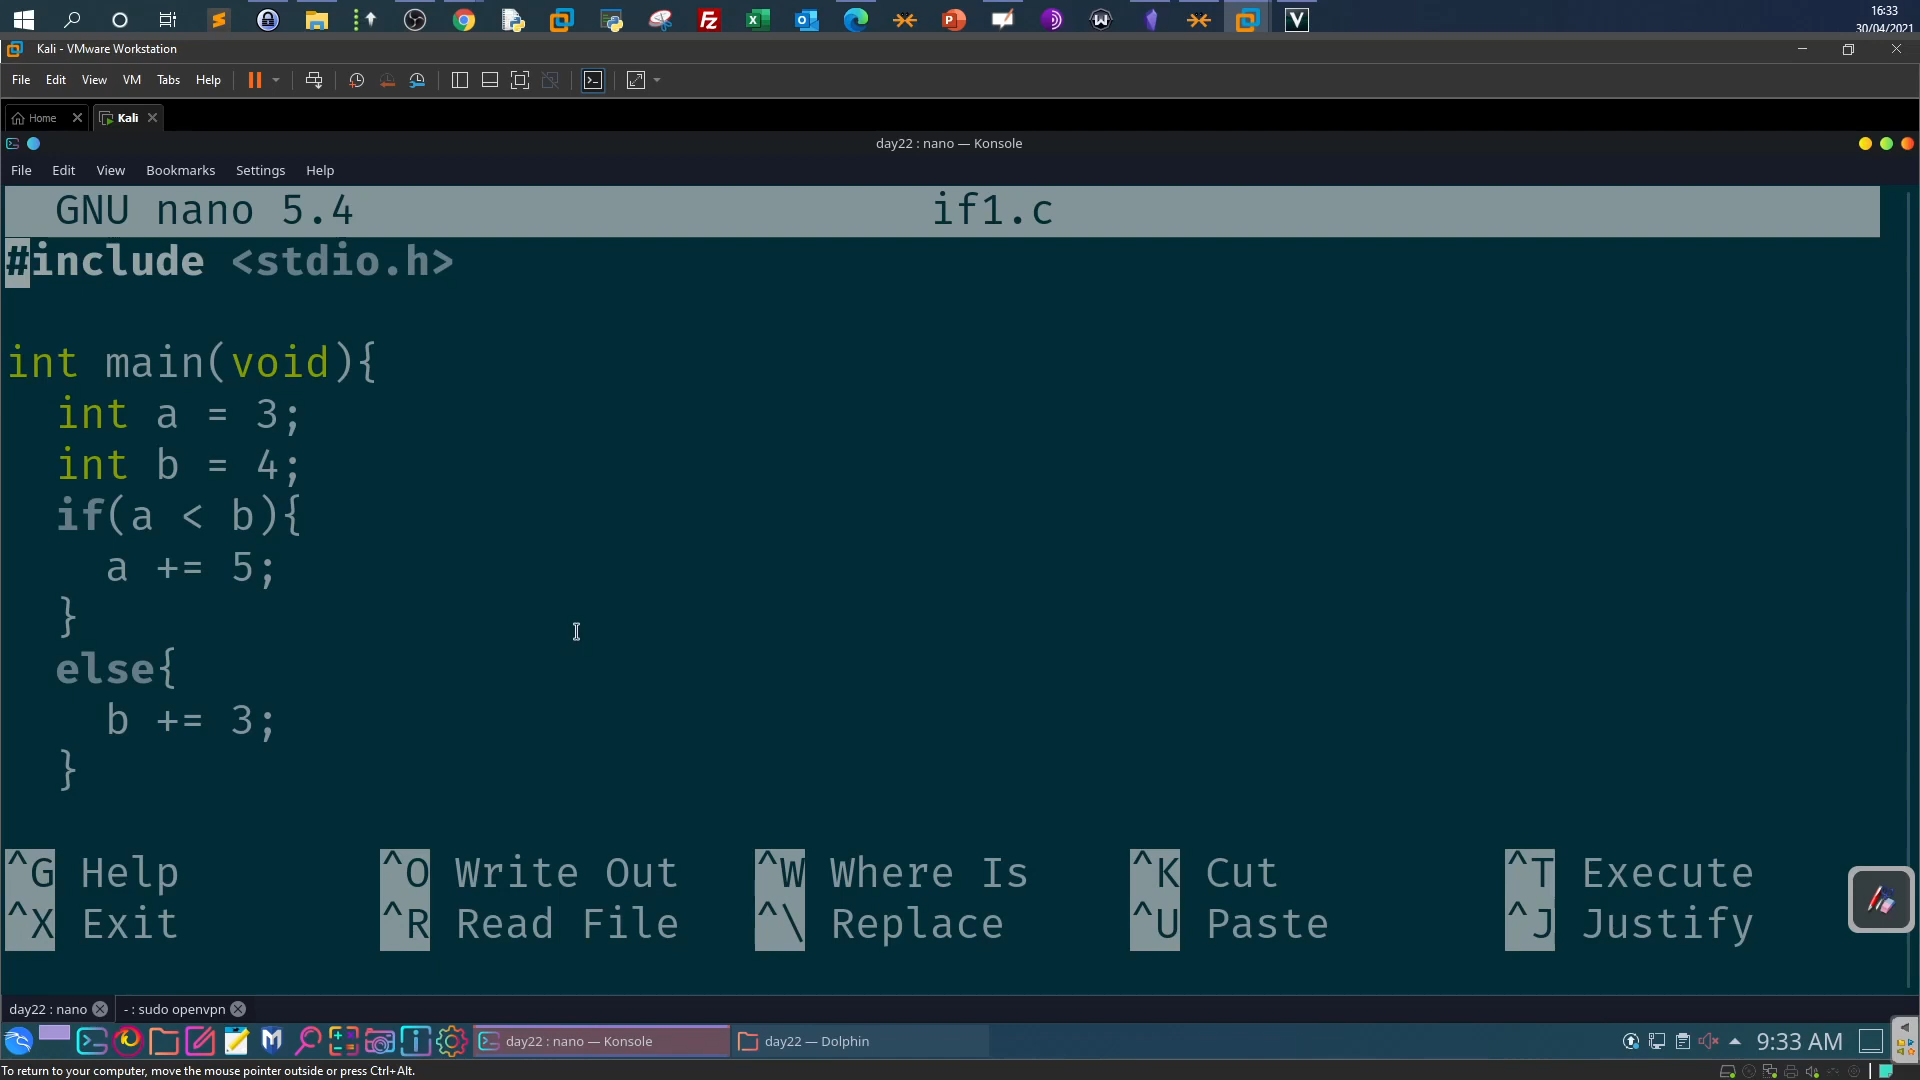 16:33
30/04/2021
Kali - VMware Workstation
File Edit View VM Tabs Help
Home Kali
day22 : nano — Konsole
File Edit View Bookmarks Settings Help
GNU nano 5.4 if1.c
#include <stdio.h>
int main(void){
int a = 3;
int b = 4;
if(a < b){
a += 5;
}
else{
b += 3;
}
^G Help ^O Write Out ^W Where Is ^K Cut ^T Execute
^X Exit ^R Read File ^\ Replace ^U Paste ^J Justify
day22 : nano - : sudo openvpn
day22 : nano — Konsole day22 — Dolphin 9:33 AM
To return to your computer, move the mouse pointer outside or press Ctrl+Alt.